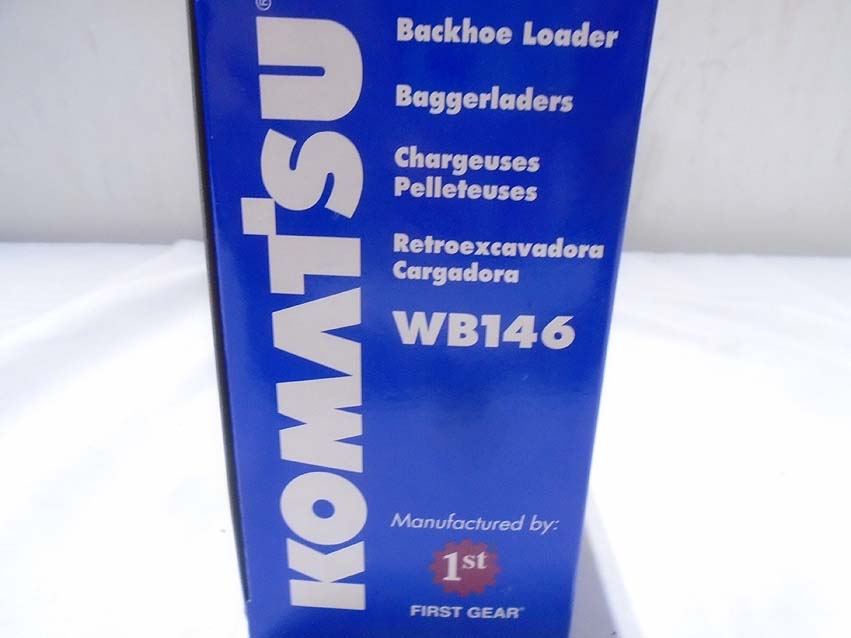 KOMATSU®
Backhoe Loader
Baggerladers
Chargeuses
Pelleteuses
Retroexcavadora
Cargadora
WB146
Manufactured by:
1st
FIRST GEAR®